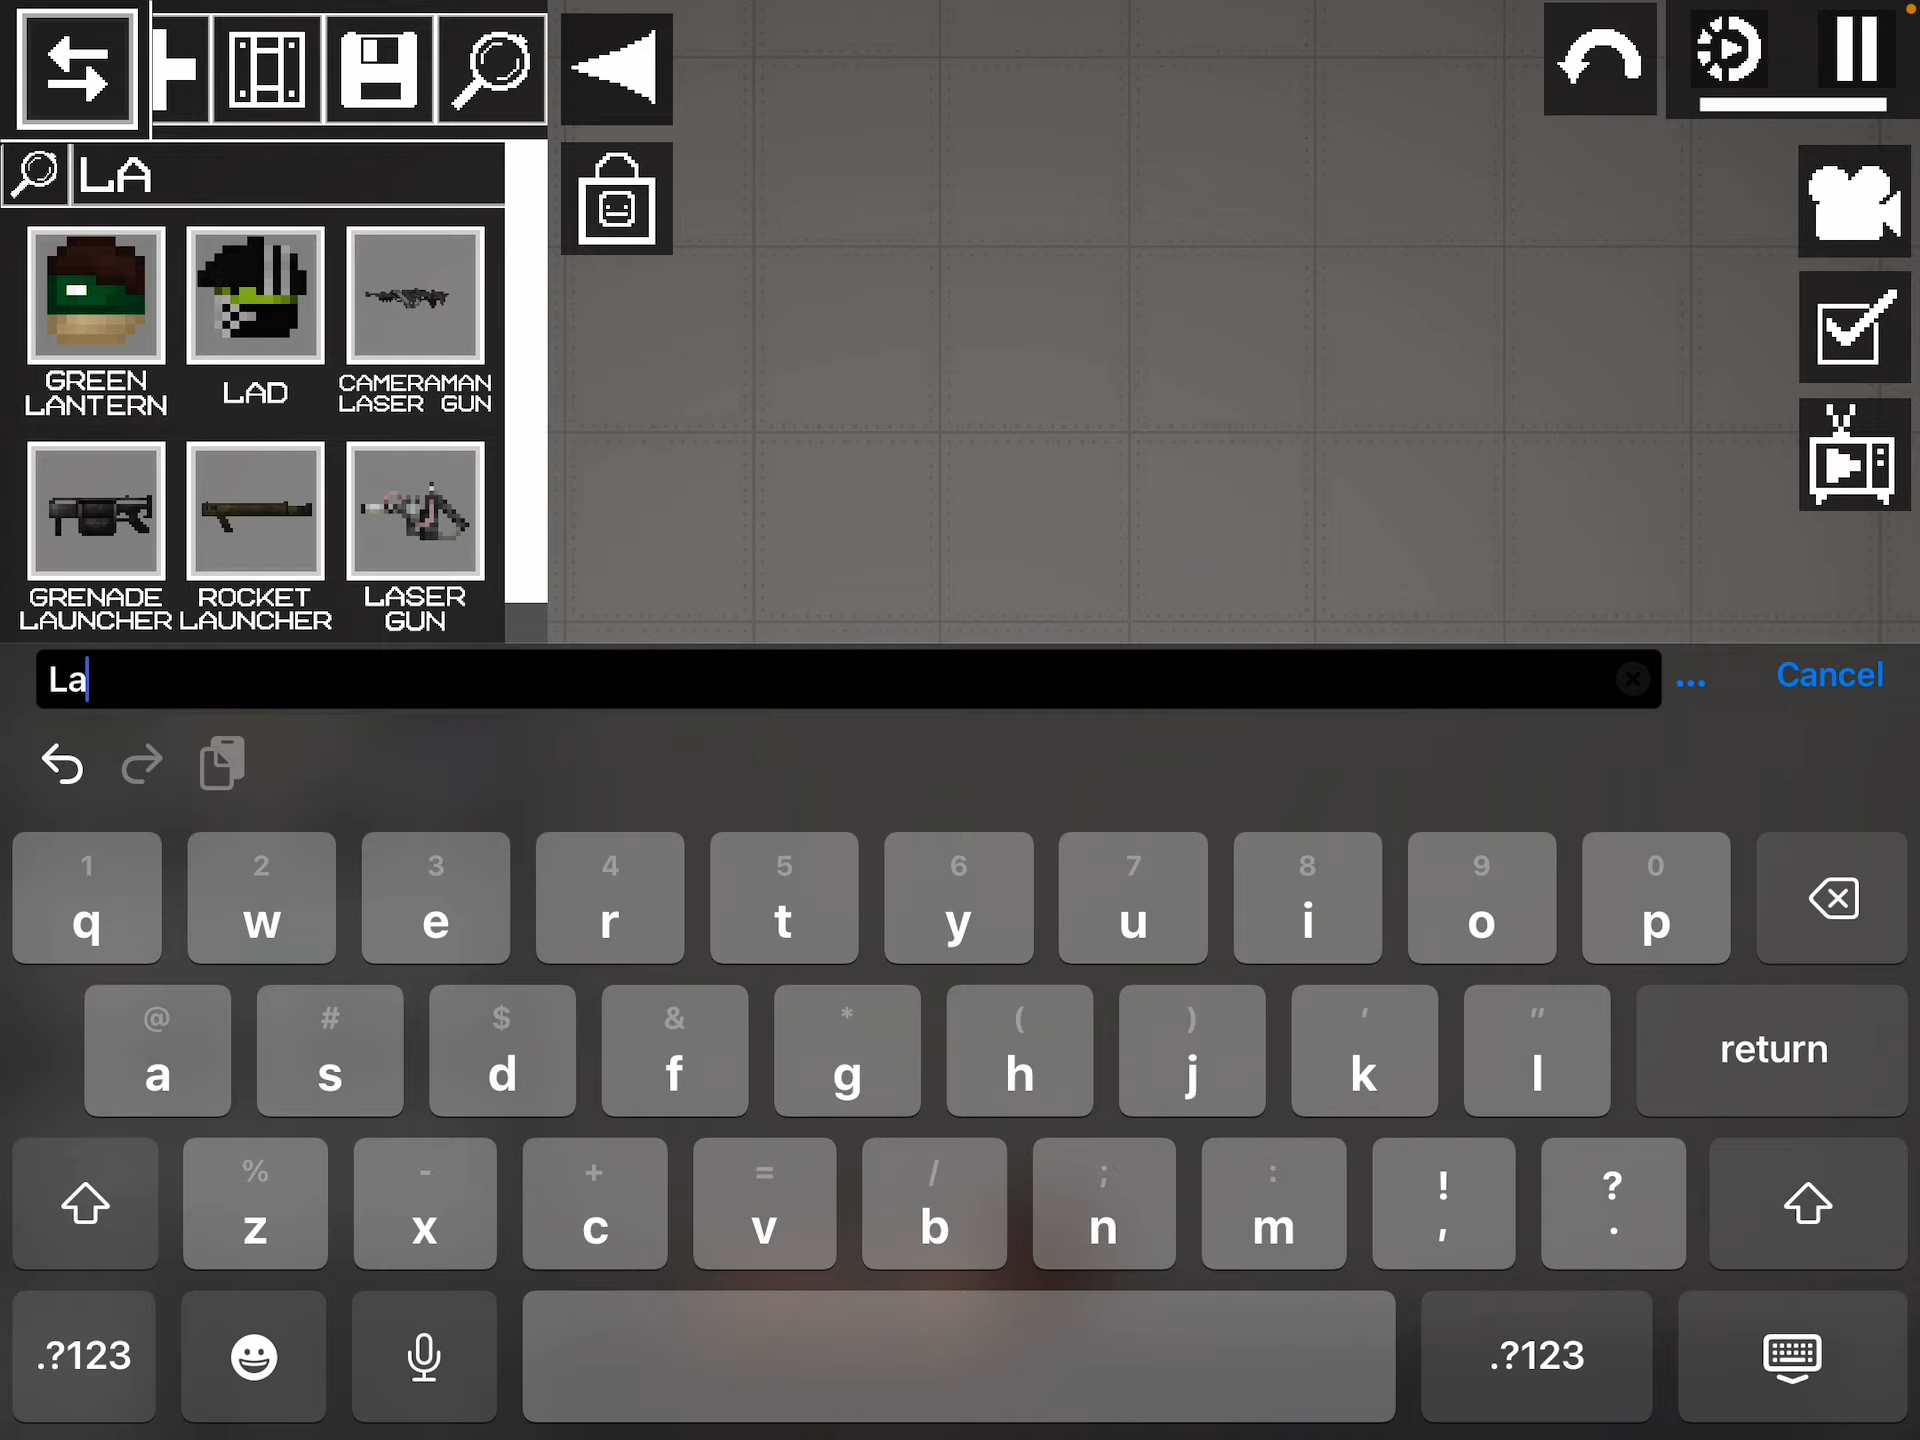 LA
GREEN LANTERN
LAD
CAMERAMAN LASER GUN
GRENADE LAUNCHER
ROCKET LAUNCHER
LASER GUN
La
... Cancel
1 2 3 4 5 6 7 8 9 0
q w e r t y u i o p
@ # $ & * ( ) ' "
a s d f g h j k l return
% - + = / ; : ! ?
z x c v b n m , .
.?123 .?123